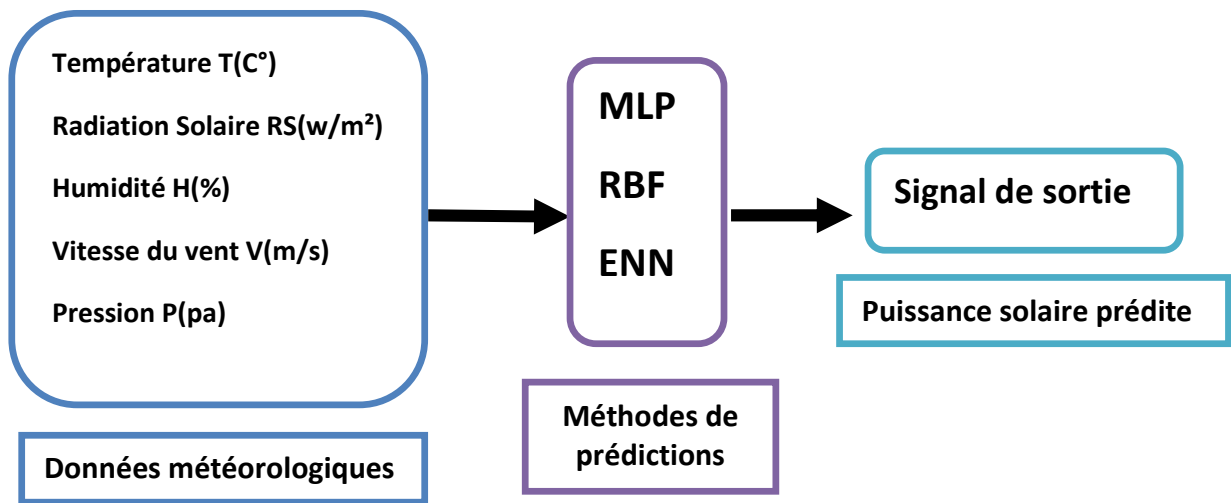 Température T(C°)
Radiation Solaire RS(w/m²)
Humidité H(%)
Vitesse du vent V(m/s)
Pression P(pa)
Données météorologiques
MLP
RBF
ENN
Méthodes de
prédictions
Signal de sortie
Puissance solaire prédite